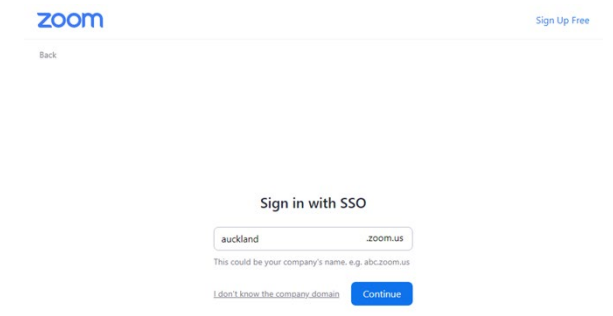 zoom
Sign Up Free
Back
Sign in with SSO
auckland .zoom.us
This could be your company's name, e.g. abc.zoom.us
I don't know the company domain Continue